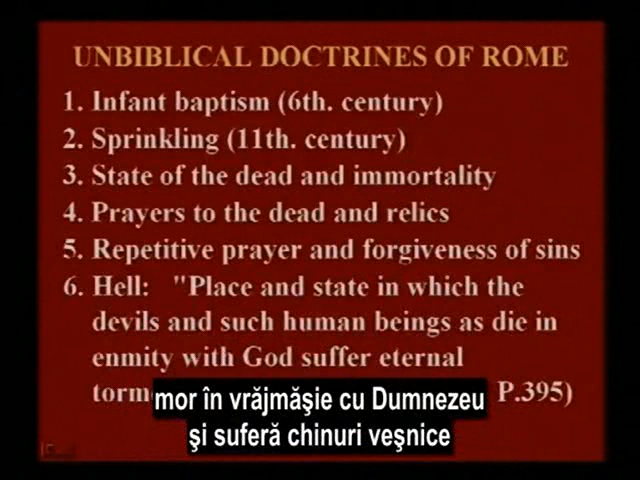 UNBIBLICAL DOCTRINES OF ROME
1. Infant baptism (6th. century)
2. Sprinkling (11th. century)
3. State of the dead and immortality
4. Prayers to the dead and relics
5. Repetitive prayer and forgiveness of sins
6. Hell: "Place and state in which the
devils and such human beings as die in
enmity with God suffer eternal
P.395)
mor în vrăjmăşie cu Dumnezeu
şi suferă chinuri veşnice